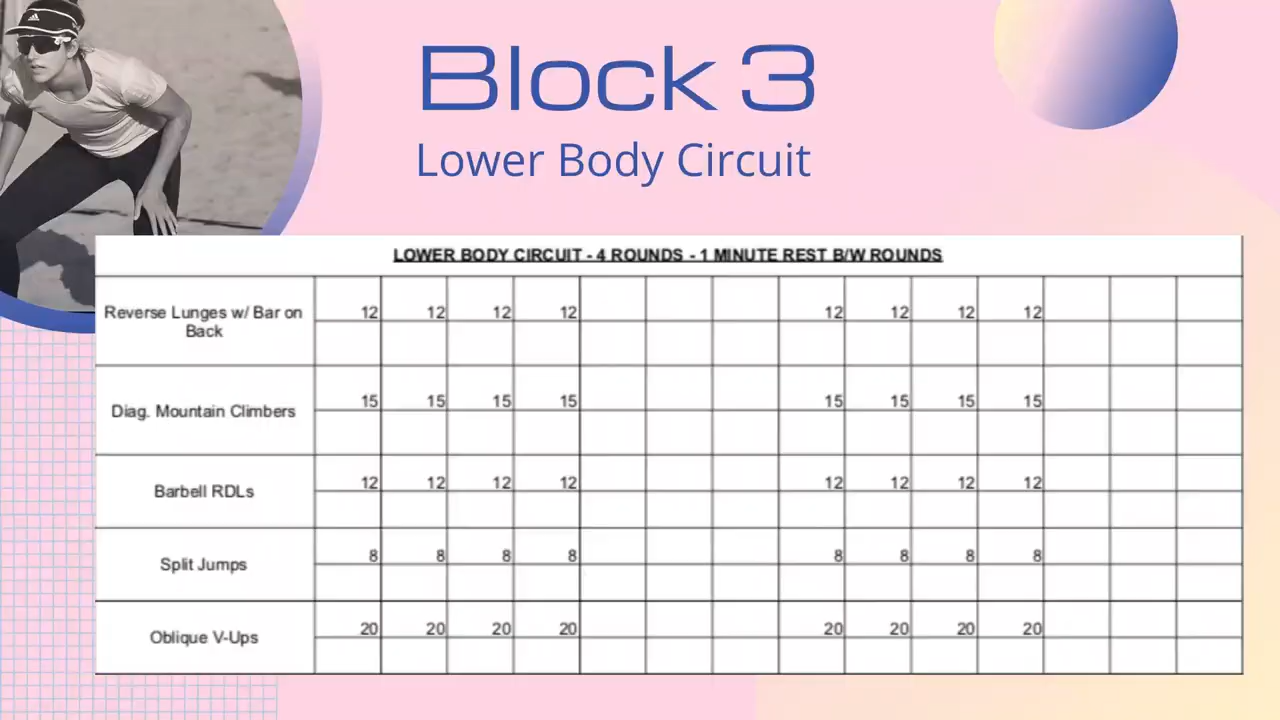 Block 3
Lower Body Circuit
LOWER BODY CIRCUIT - 4 ROUNDS - 1 MINUTE REST B/W ROUNDS
Reverse Lunges w/ Bar on
Back
12 12 12 12 12 12 12 12
Diag. Mountain Climbers
15 15 15 15 15 15 15 15
Barbell RDLs
12 12 12 12 12 12 12 12
Split Jumps
8 8 8 8 8 8 8 8
Oblique V-Ups
20 20 20 20 20 20 20 20